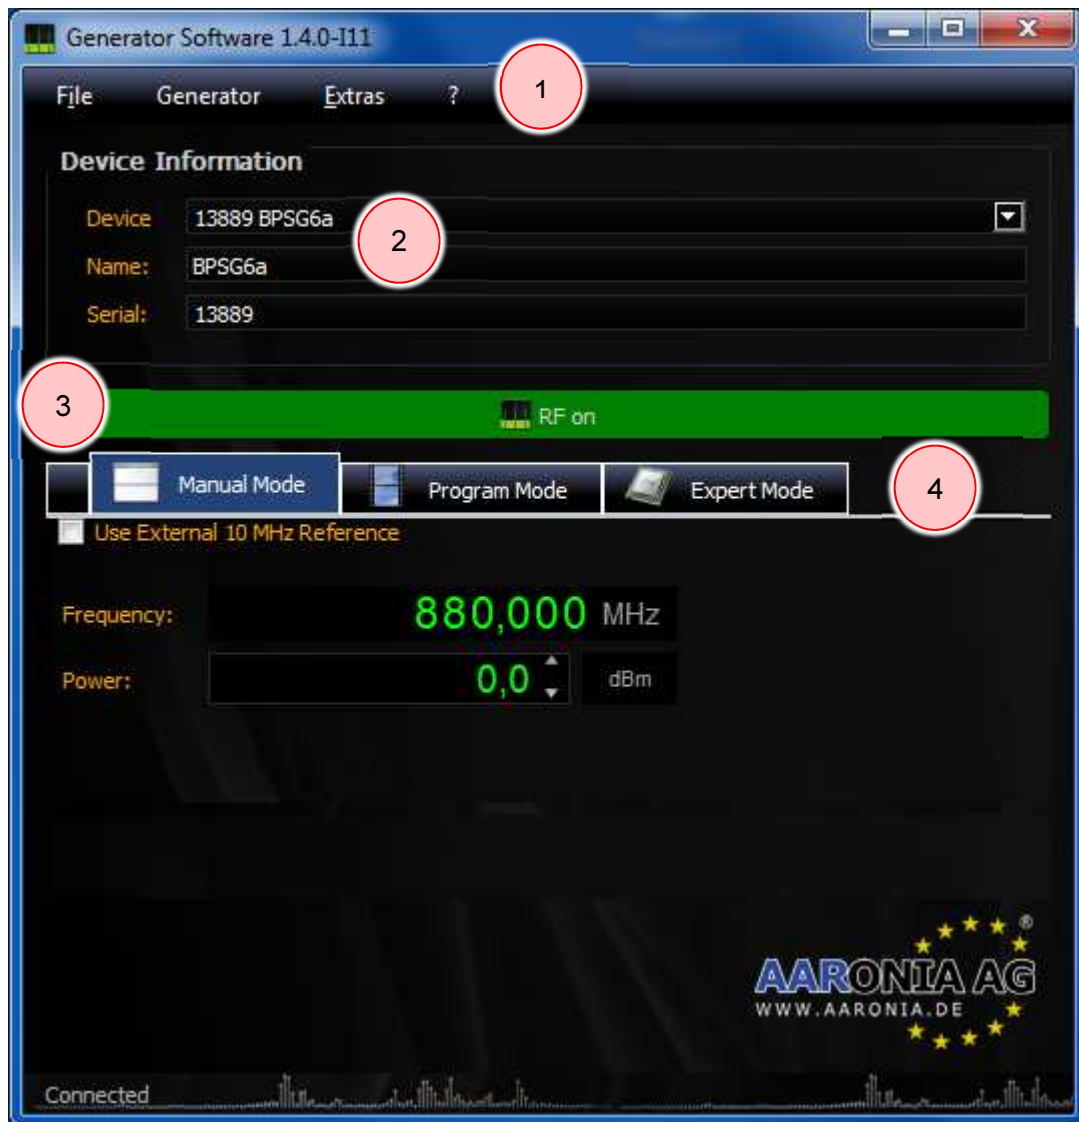 Generator Software 1.4.0-I11
File Generator Extras ? 1
Device Information
Device 13889 BPSG6a
2
Name: BPSG6a
Serial: 13889
3
RF on
Manual Mode Program Mode Expert Mode 4
Use External 10 MHz Reference
Frequency: 880,000 MHz
Power: 0,0 dBm
AARONIA AG ®
WWW.AARONIA.DE
Connected